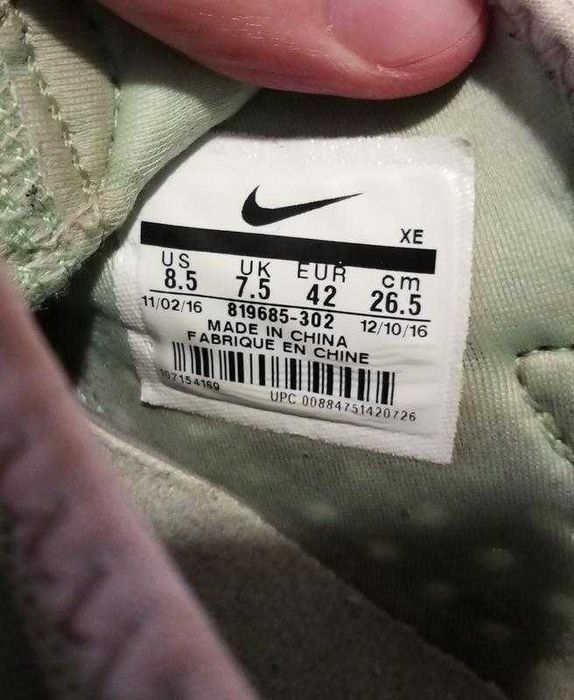 XE
US UK EUR cm
8.5 7.5 42 26.5
11/02/16 819685-302 12/10/16
MADE IN CHINA
FABRIQUE EN CHINE
107154169
UPC 00884751420726